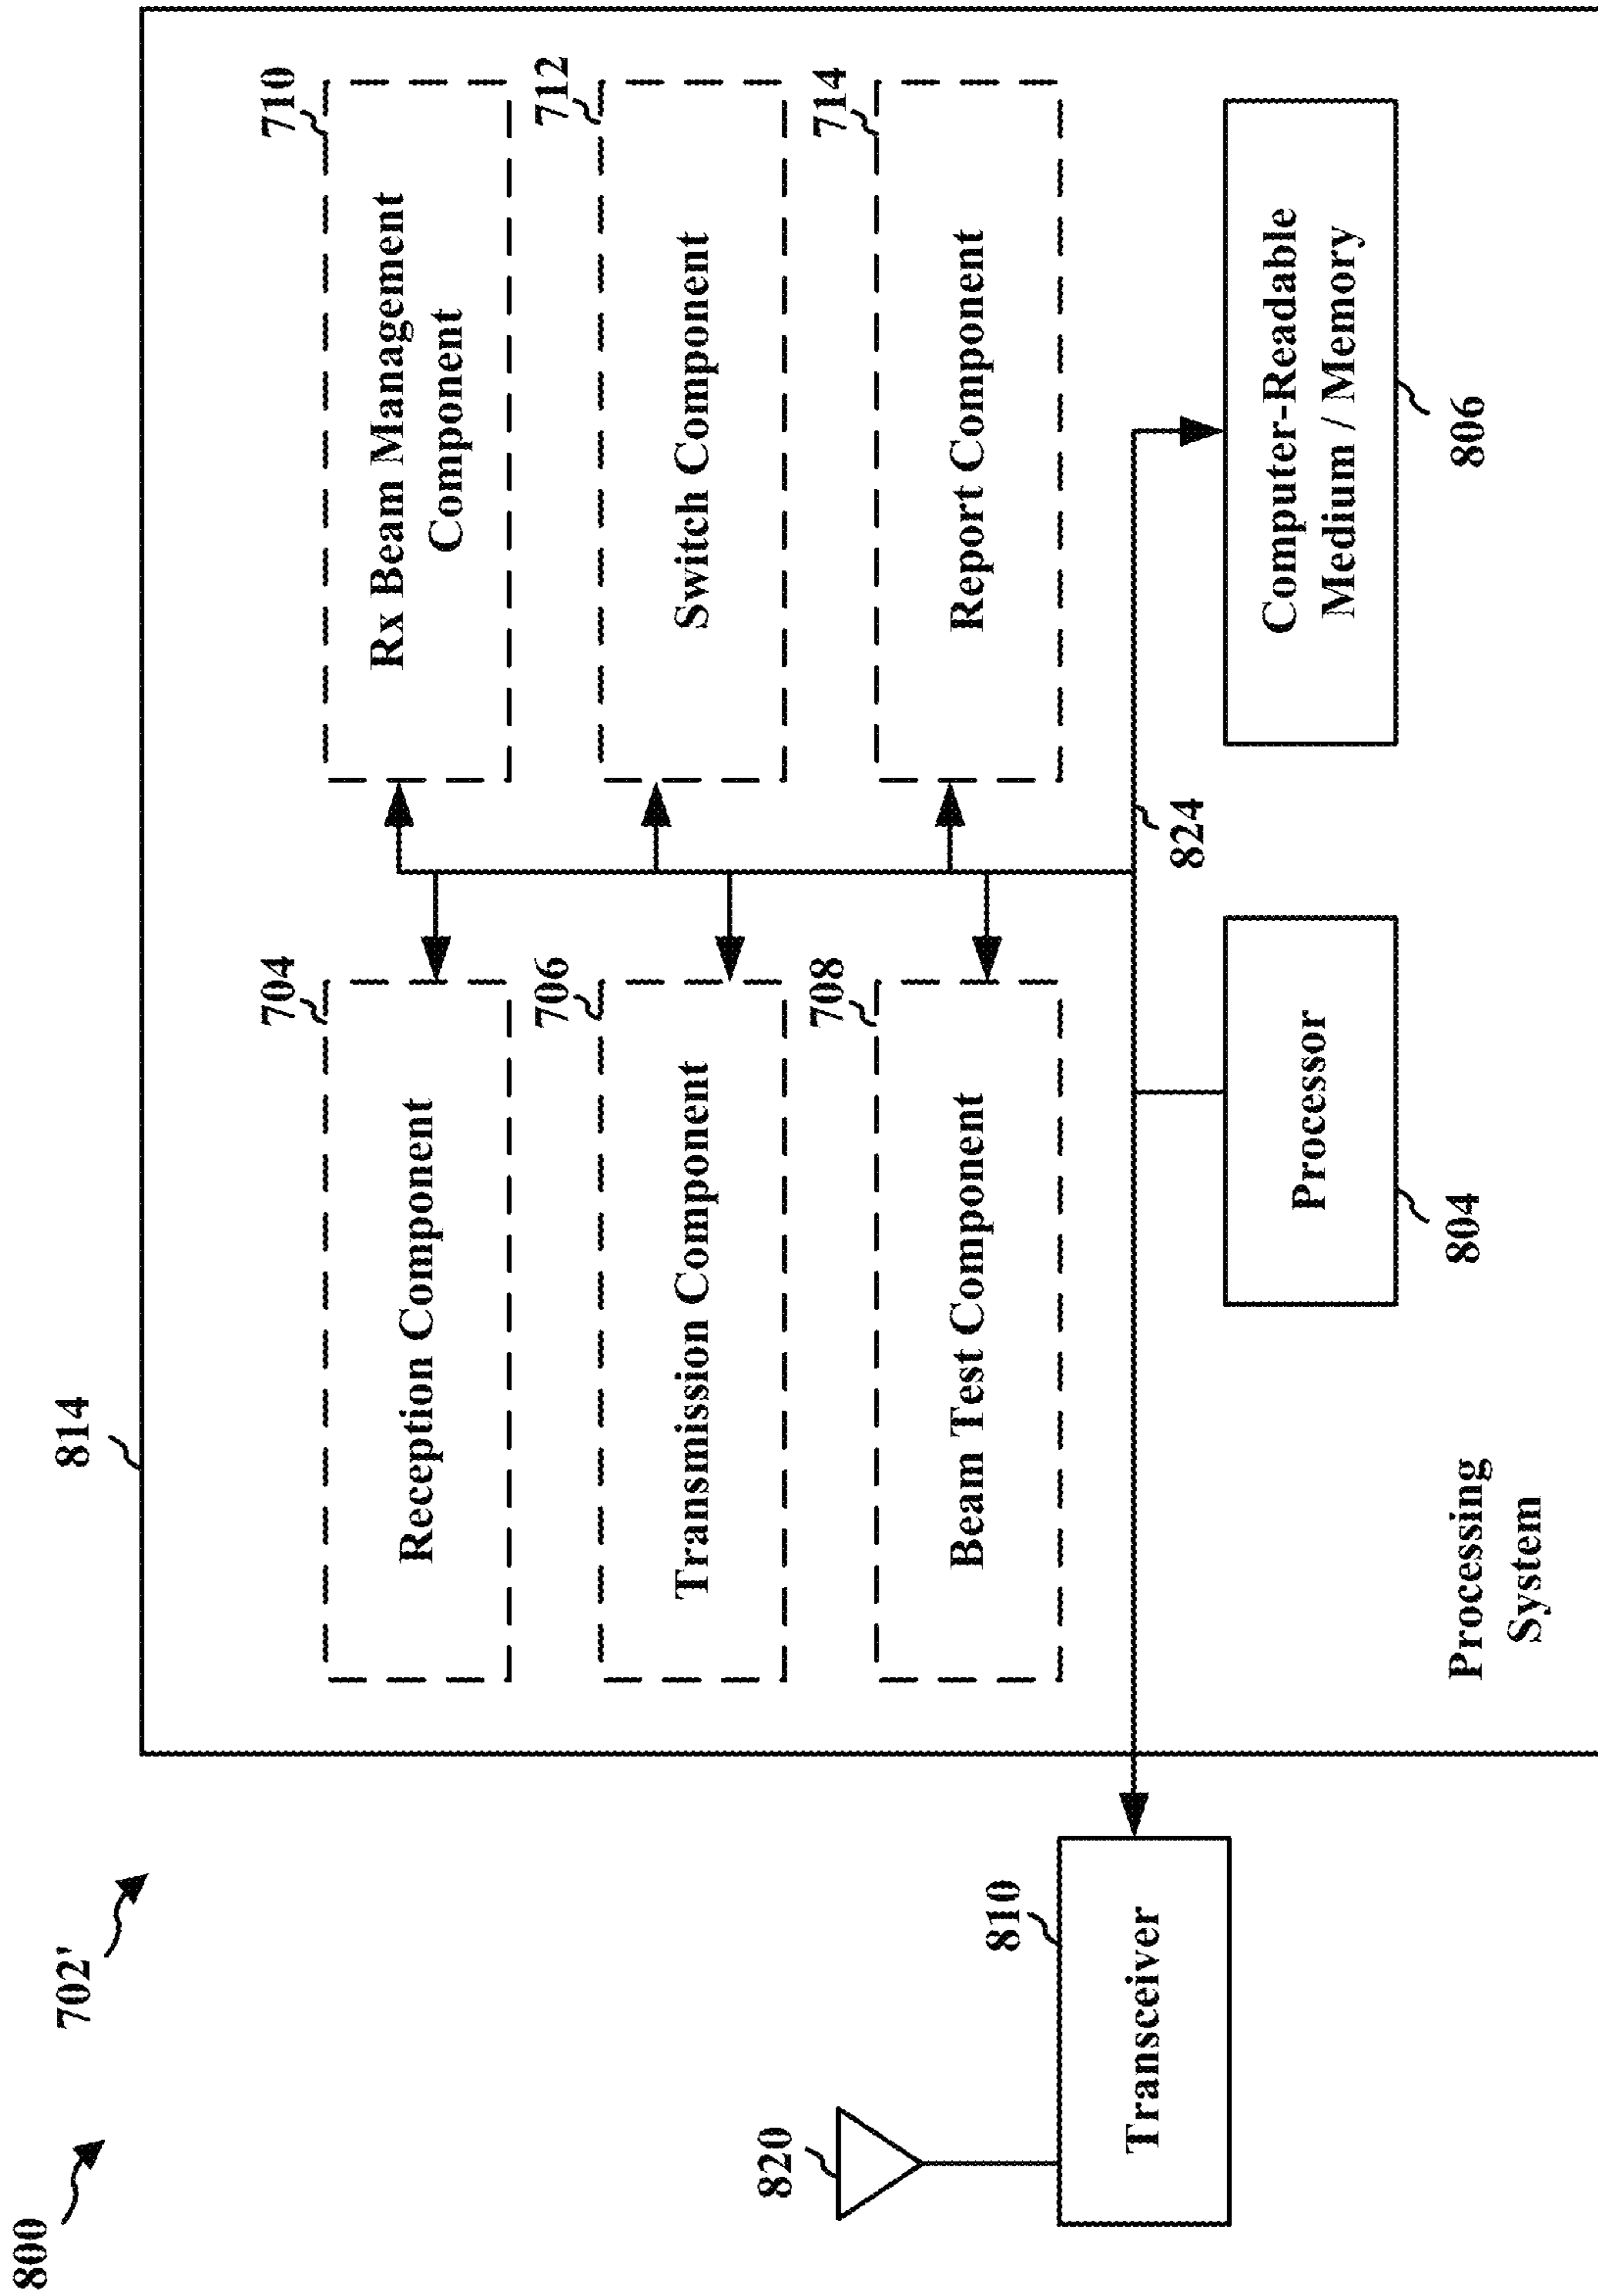 800
702'
814
704
Reception Component
710
Rx Beam Management
Component
706
Transmission Component
712
Switch Component
708
Beam Test Component
714
Report Component
820
810
Transceiver
824
Processor
804
Computer-Readable
Medium / Memory
806
Processing
System